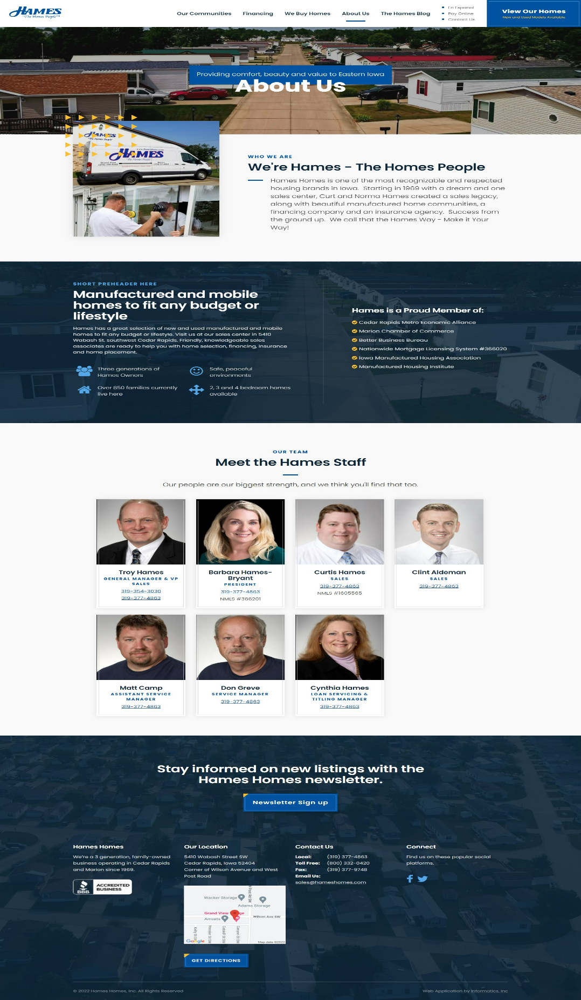 HAMES
"The Homes People"
Our Communities
Financing
We Buy Homes
About Us
The Hames Blog
En Espanol
Pay Online
Contact Us
View Our Homes
New and Used Models Available
Providing comfort, beauty and value to Eastern Iowa
About Us
HAMES
HAMES
"The Homes People"
WHO WE ARE
We're Hames - The Homes People
Hames Homes is one of the most recognizable and respected
housing brands in Iowa.  Starting in 1969 with a dream and one
sales center, Curt and Norma Hames created a sales legacy,
along with beautiful manufactured home communities, a
financing company and an insurance agency.  Success from
the ground up.  We call that the Hames Way - Make it Your
Way!
SHORT PREHEADER HERE
Manufactured and mobile
homes to fit any budget or
lifestyle
Hames has a great selection of new and used manufactured and mobile
homes to fit any budget or lifestyle. Visit us at our sales center in 5410
Wabash St. southwest Cedar Rapids. Friendly, knowledgeable sales
associates are ready to help you with home selection, financing, insurance
and home placement.
Three generations of
Hames Owners
Safe, peaceful
environments
Over 850 families currently
live here
2, 3 and 4 bedroom homes
available
Hames is a Proud Member of:
Cedar Rapids Metro Economic Alliance
Marion Chamber of Commerce
Better Business Bureau
Nationwide Mortgage Licensing System #366020
Iowa Manufactured Housing Association
Manufactured Housing Institute
OUR TEAM
Meet the Hames Staff
Our people are our biggest strength, and we think you'll find that too.
Troy Hames
GENERAL MANAGER & VP
SALES
319-354-3030
319-377-4863
Barbara Hames-
Bryant
PRESIDENT
319-377-4863
NMLS #366201
Curtis Hames
SALES
319-377-4863
NMLS #1605565
Clint Aldeman
SALES
319-377-4863
Matt Camp
ASSISTANT SERVICE
MANAGER
319-377-4863
Don Greve
SERVICE MANAGER
319-377-4863
Cynthia Hames
LOAN SERVICING &
TITLING MANAGER
319-377-4863
Stay informed on new listings with the
Hames Homes newsletter.
Newsletter Sign up
Hames Homes
We're a 3 generation, family-owned
business operating in Cedar Rapids
and Marion since 1969.
BBB
ACCREDITED
BUSINESS
Our Location
5410 Wabash Street SW
Cedar Rapids, Iowa 52404
Corner of Wilson Avenue and West
Post Road
Wacker Storage
Adams Storage
Grand View
Amvets
Wilson Ave SW
Kelly St SW
Hoosier St SW
Catskill St SW
Canyon St SW
Google
Map data ©2022
GET DIRECTIONS
Contact Us
Local: (319) 377-4863
Toll Free: (800) 332-0420
Fax: (319) 377-9748
Email Us:
sales@hameshomes.com
Connect
Find us on these popular social
platforms.
© 2022 Hames Homes, Inc. All Rights Reserved
Web Application by Informatics, Inc